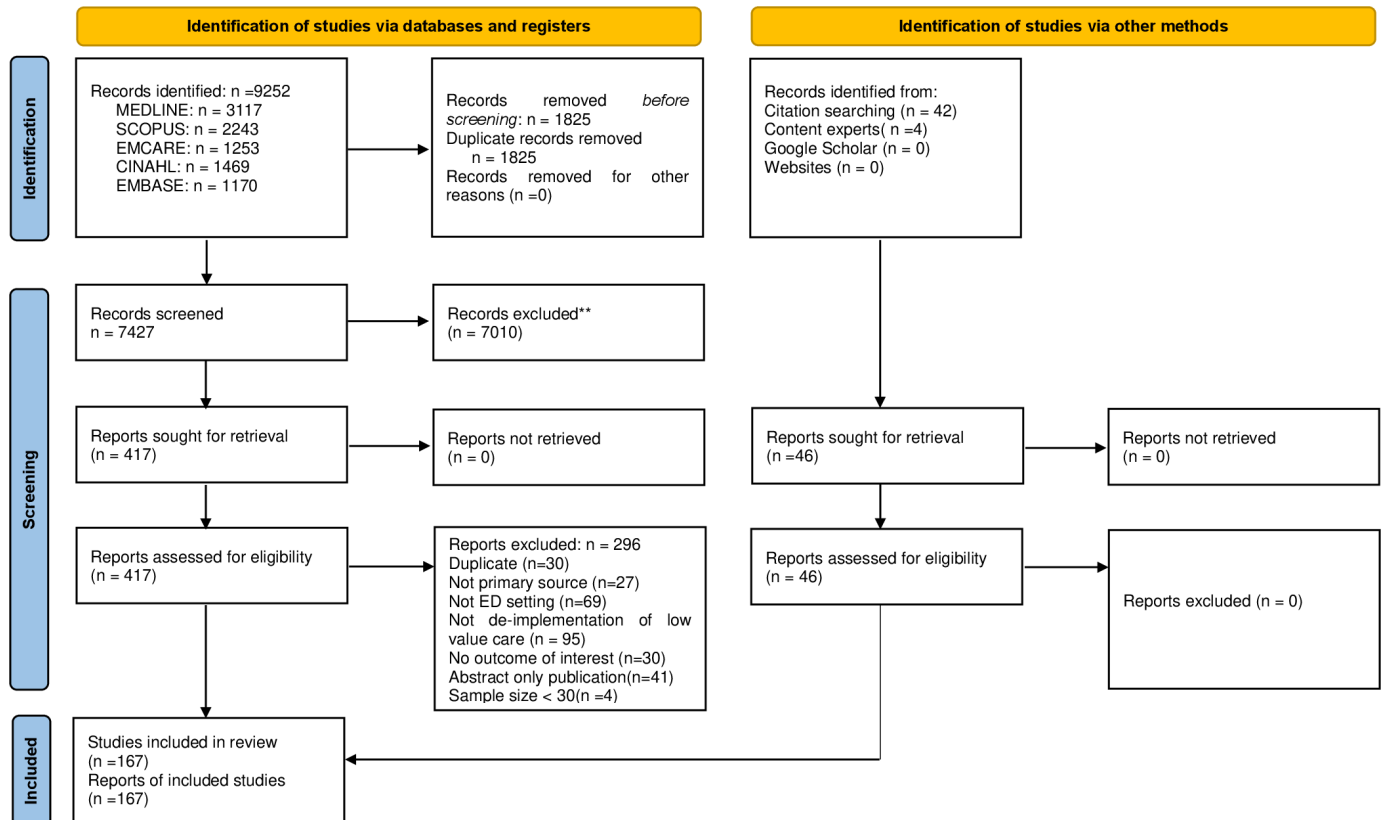 Identification of studies via databases and registers
Identification of studies via other methods
Identification
Records identified: n =9252
MEDLINE: n = 3117
SCOPUS: n = 2243
EMCARE: n = 1253
CINAHL: n = 1469
EMBASE: n = 1170
Records removed before
screening: n = 1825
Duplicate records removed
n = 1825
Records removed for other
reasons (n =0)
Records identified from:
Citation searching (n = 42)
Content experts( n =4)
Google Scholar (n = 0)
Websites (n = 0)
Screening
Records screened
n = 7427
Records excluded**
(n = 7010)
Reports sought for retrieval
(n = 417)
Reports not retrieved
(n = 0)
Reports sought for retrieval
(n =46)
Reports not retrieved
(n = 0)
Reports assessed for eligibility
(n = 417)
Reports excluded: n = 296
Duplicate (n=30)
Not primary source (n=27)
Not ED setting (n=69)
Not de-implementation of low
value care (n = 95)
No outcome of interest (n=30)
Abstract only publication(n=41)
Sample size < 30(n =4)
Reports assessed for eligibility
(n = 46)
Reports excluded (n = 0)
Included
Studies included in review
(n =167)
Reports of included studies
(n =167)